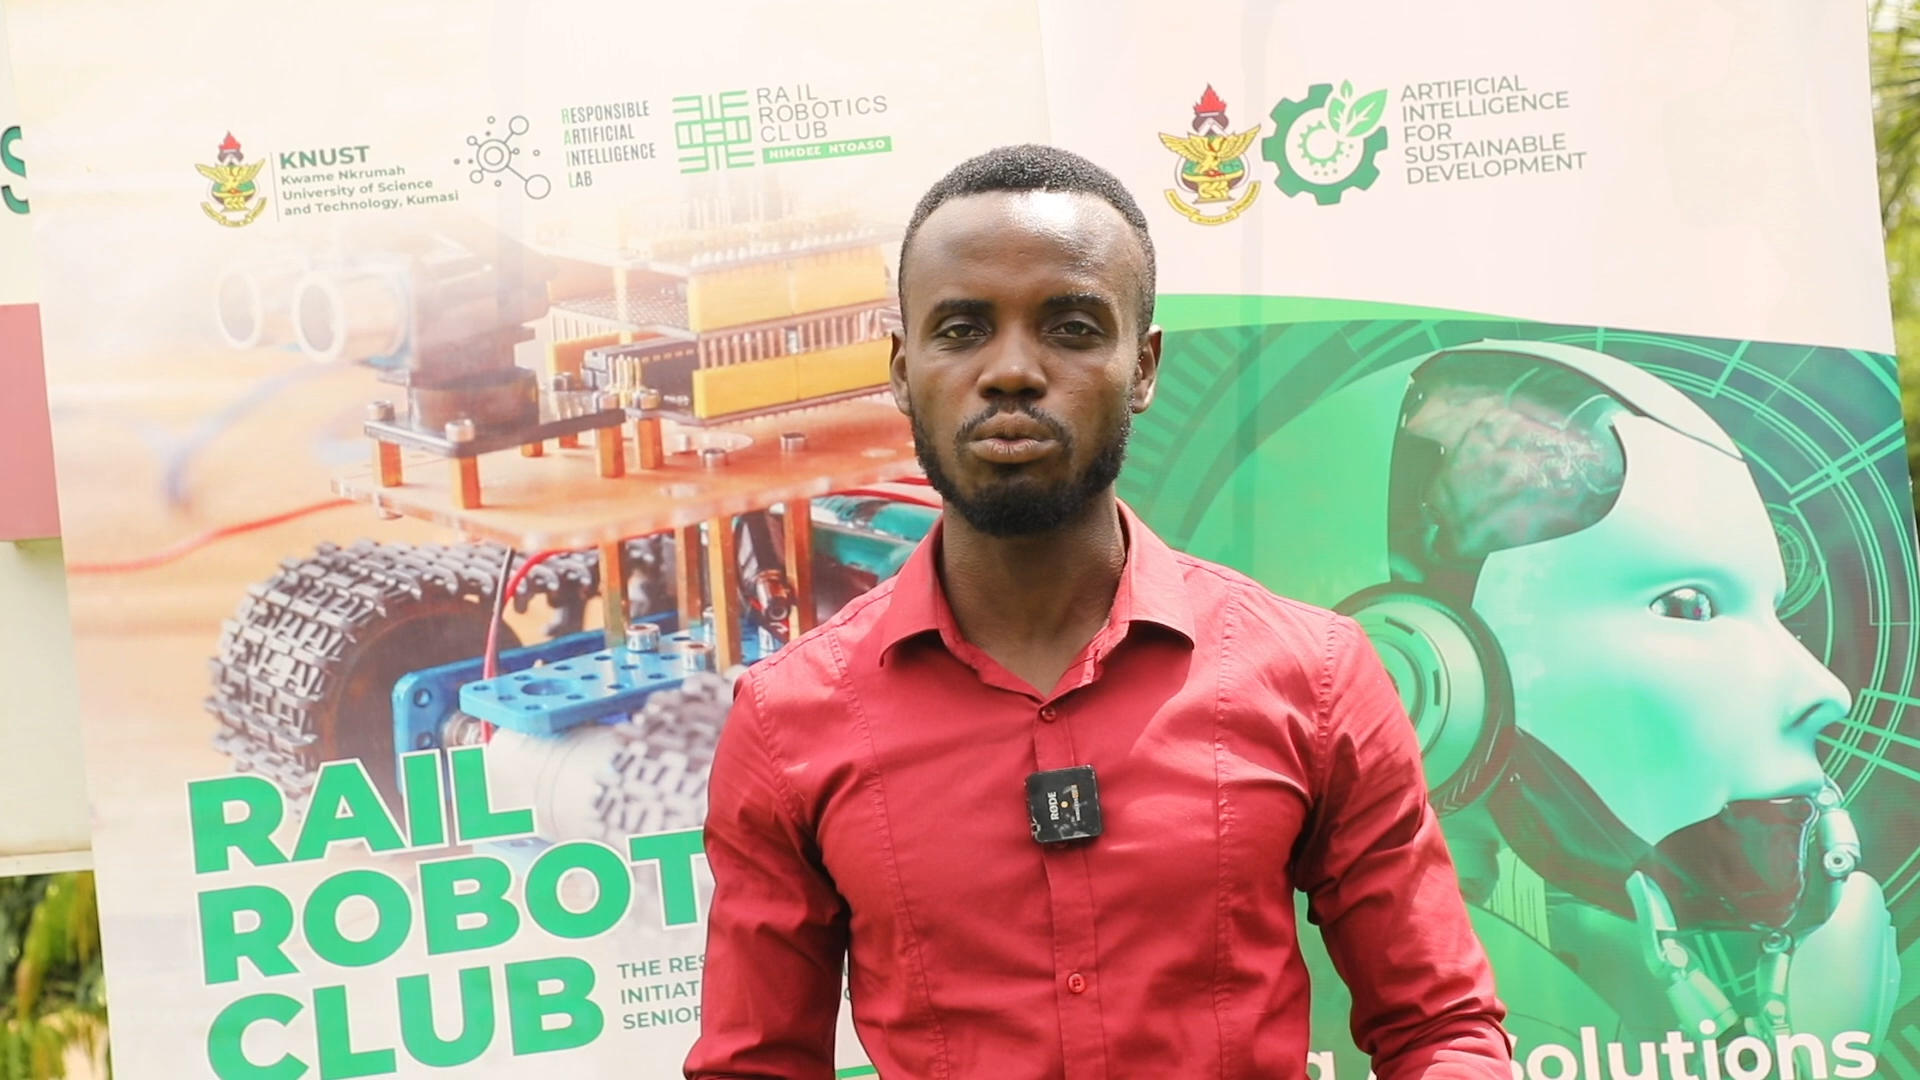 KNUST
Kwame Nkrumah
University of Science
and Technology, Kumasi
RESPONSIBLE
ARTIFICIAL
INTELLIGENCE
LAB
RAIL
ROBOTICS
CLUB
NIMDEE NTOASO
ARTIFICIAL
INTELLIGENCE
FOR
SUSTAINABLE
DEVELOPMENT
RAIL
ROBOT
CLUB
THE RES
INITIAT
SENIOR
RØDE
Solutions